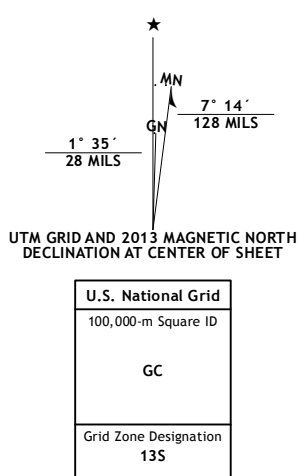 ★
MN
7° 14´
128 MILS
GN
1° 35´
28 MILS
UTM GRID AND 2013 MAGNETIC NORTH
DECLINATION AT CENTER OF SHEET
U.S. National Grid
100,000-m Square ID
GC
Grid Zone Designation
13S